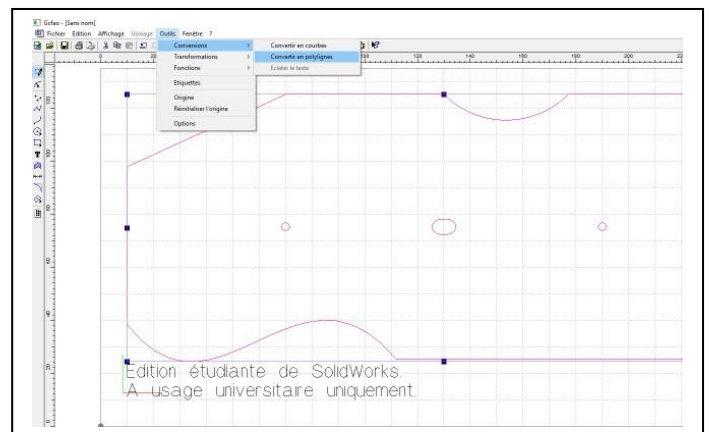 Gcfao - [Sans nom]
Fichier Edition Affichage Usinage Outils Fenêtre ?
Conversions
Transformations
Fonctions
Etiquettes
Origine
Réinitialiser l'origine
Options
Convertir en courbes
Convertir en polylignes
Eclater le texte
Edition étudiante de SolidWorks.
A usage universitaire uniquement.